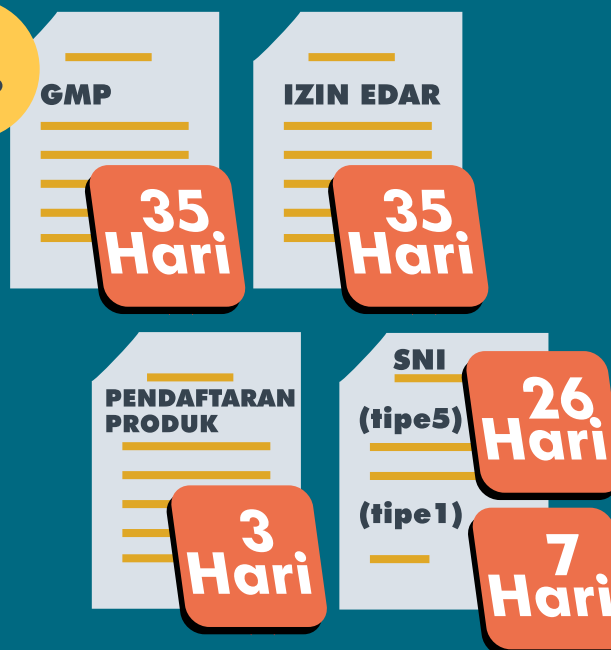 GMP
35
Hari
IZIN EDAR
35
Hari
PENDAFTARAN
PRODUK
3
Hari
SNI
(tipe5)
26
Hari
(tipe1)
7
Hari